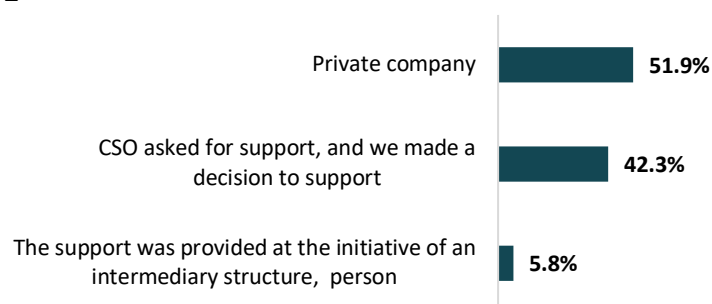 Private company
51.9%
CSO asked for support, and we made a
decision to support
42.3%
The support was provided at the initiative of an
intermediary structure, person
5.8%